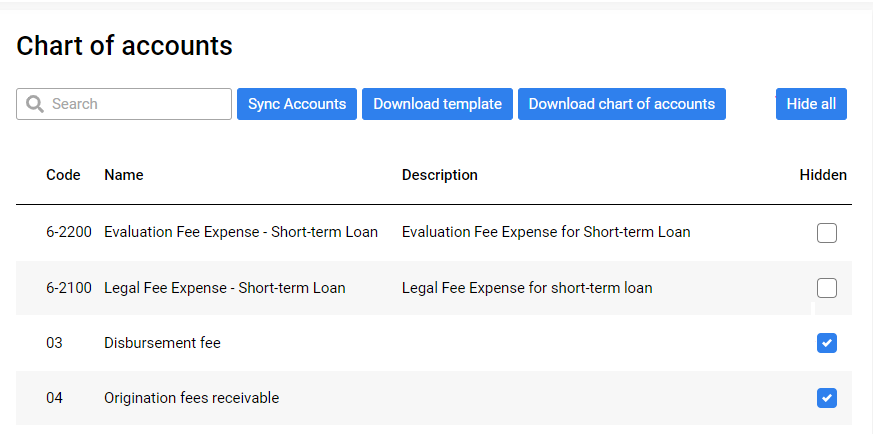 Chart of accounts
Search Sync Accounts Download template Download chart of accounts Hide all
Code Name Description Hidden
6-2200 Evaluation Fee Expense - Short-term Loan Evaluation Fee Expense for Short-term Loan
6-2100 Legal Fee Expense - Short-term Loan Legal Fee Expense for short-term loan
03 Disbursement fee
04 Origination fees receivable